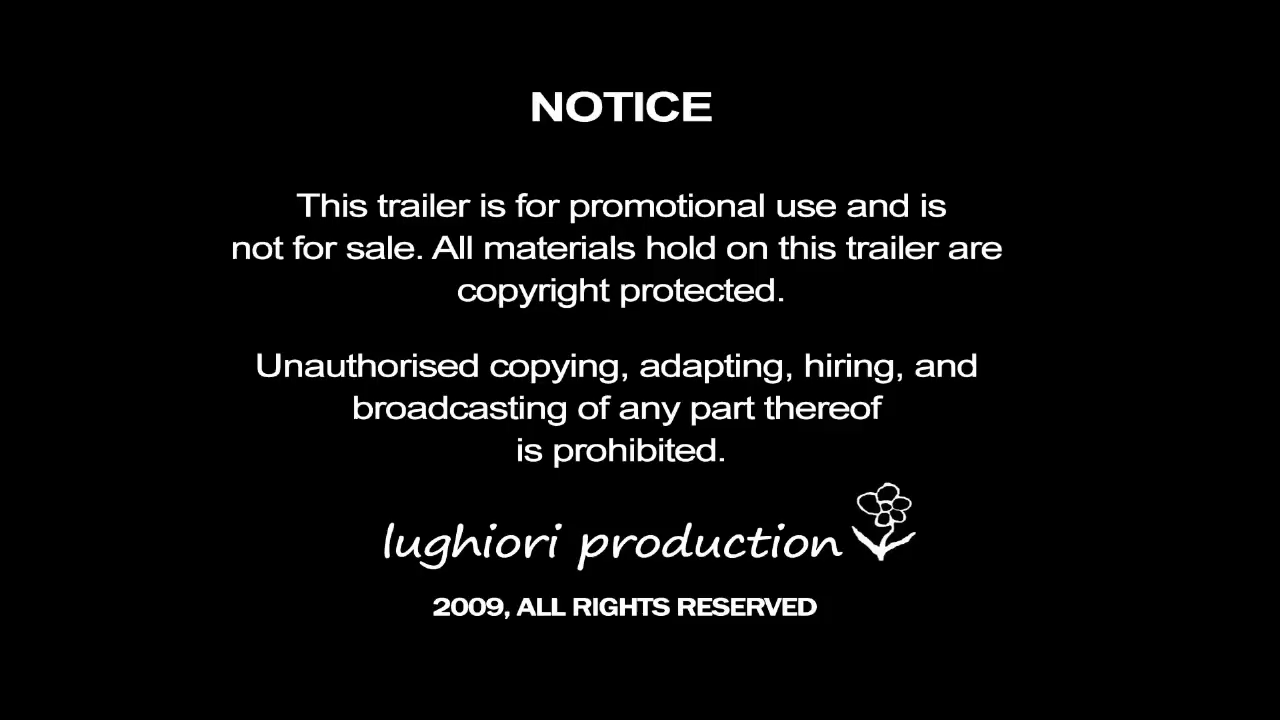 NOTICE
This trailer is for promotional use and is
not for sale. All materials hold on this trailer are
copyright protected.
Unauthorised copying, adapting, hiring, and
broadcasting of any part thereof
is prohibited.
lughiori production
2009, ALL RIGHTS RESERVED